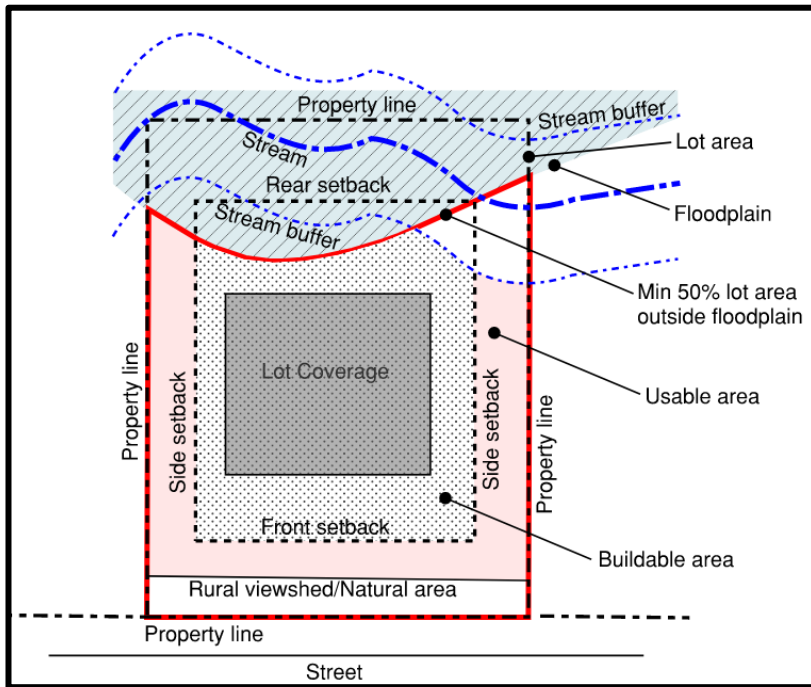 Property line
Stream buffer
Stream
Lot area
Rear setback
Floodplain
Stream buffer
Min 50% lot area
outside floodplain
Lot Coverage
Property line
Side setback
Side setback
Property line
Usable area
Front setback
Buildable area
Rural viewshed/Natural area
Property line
Street